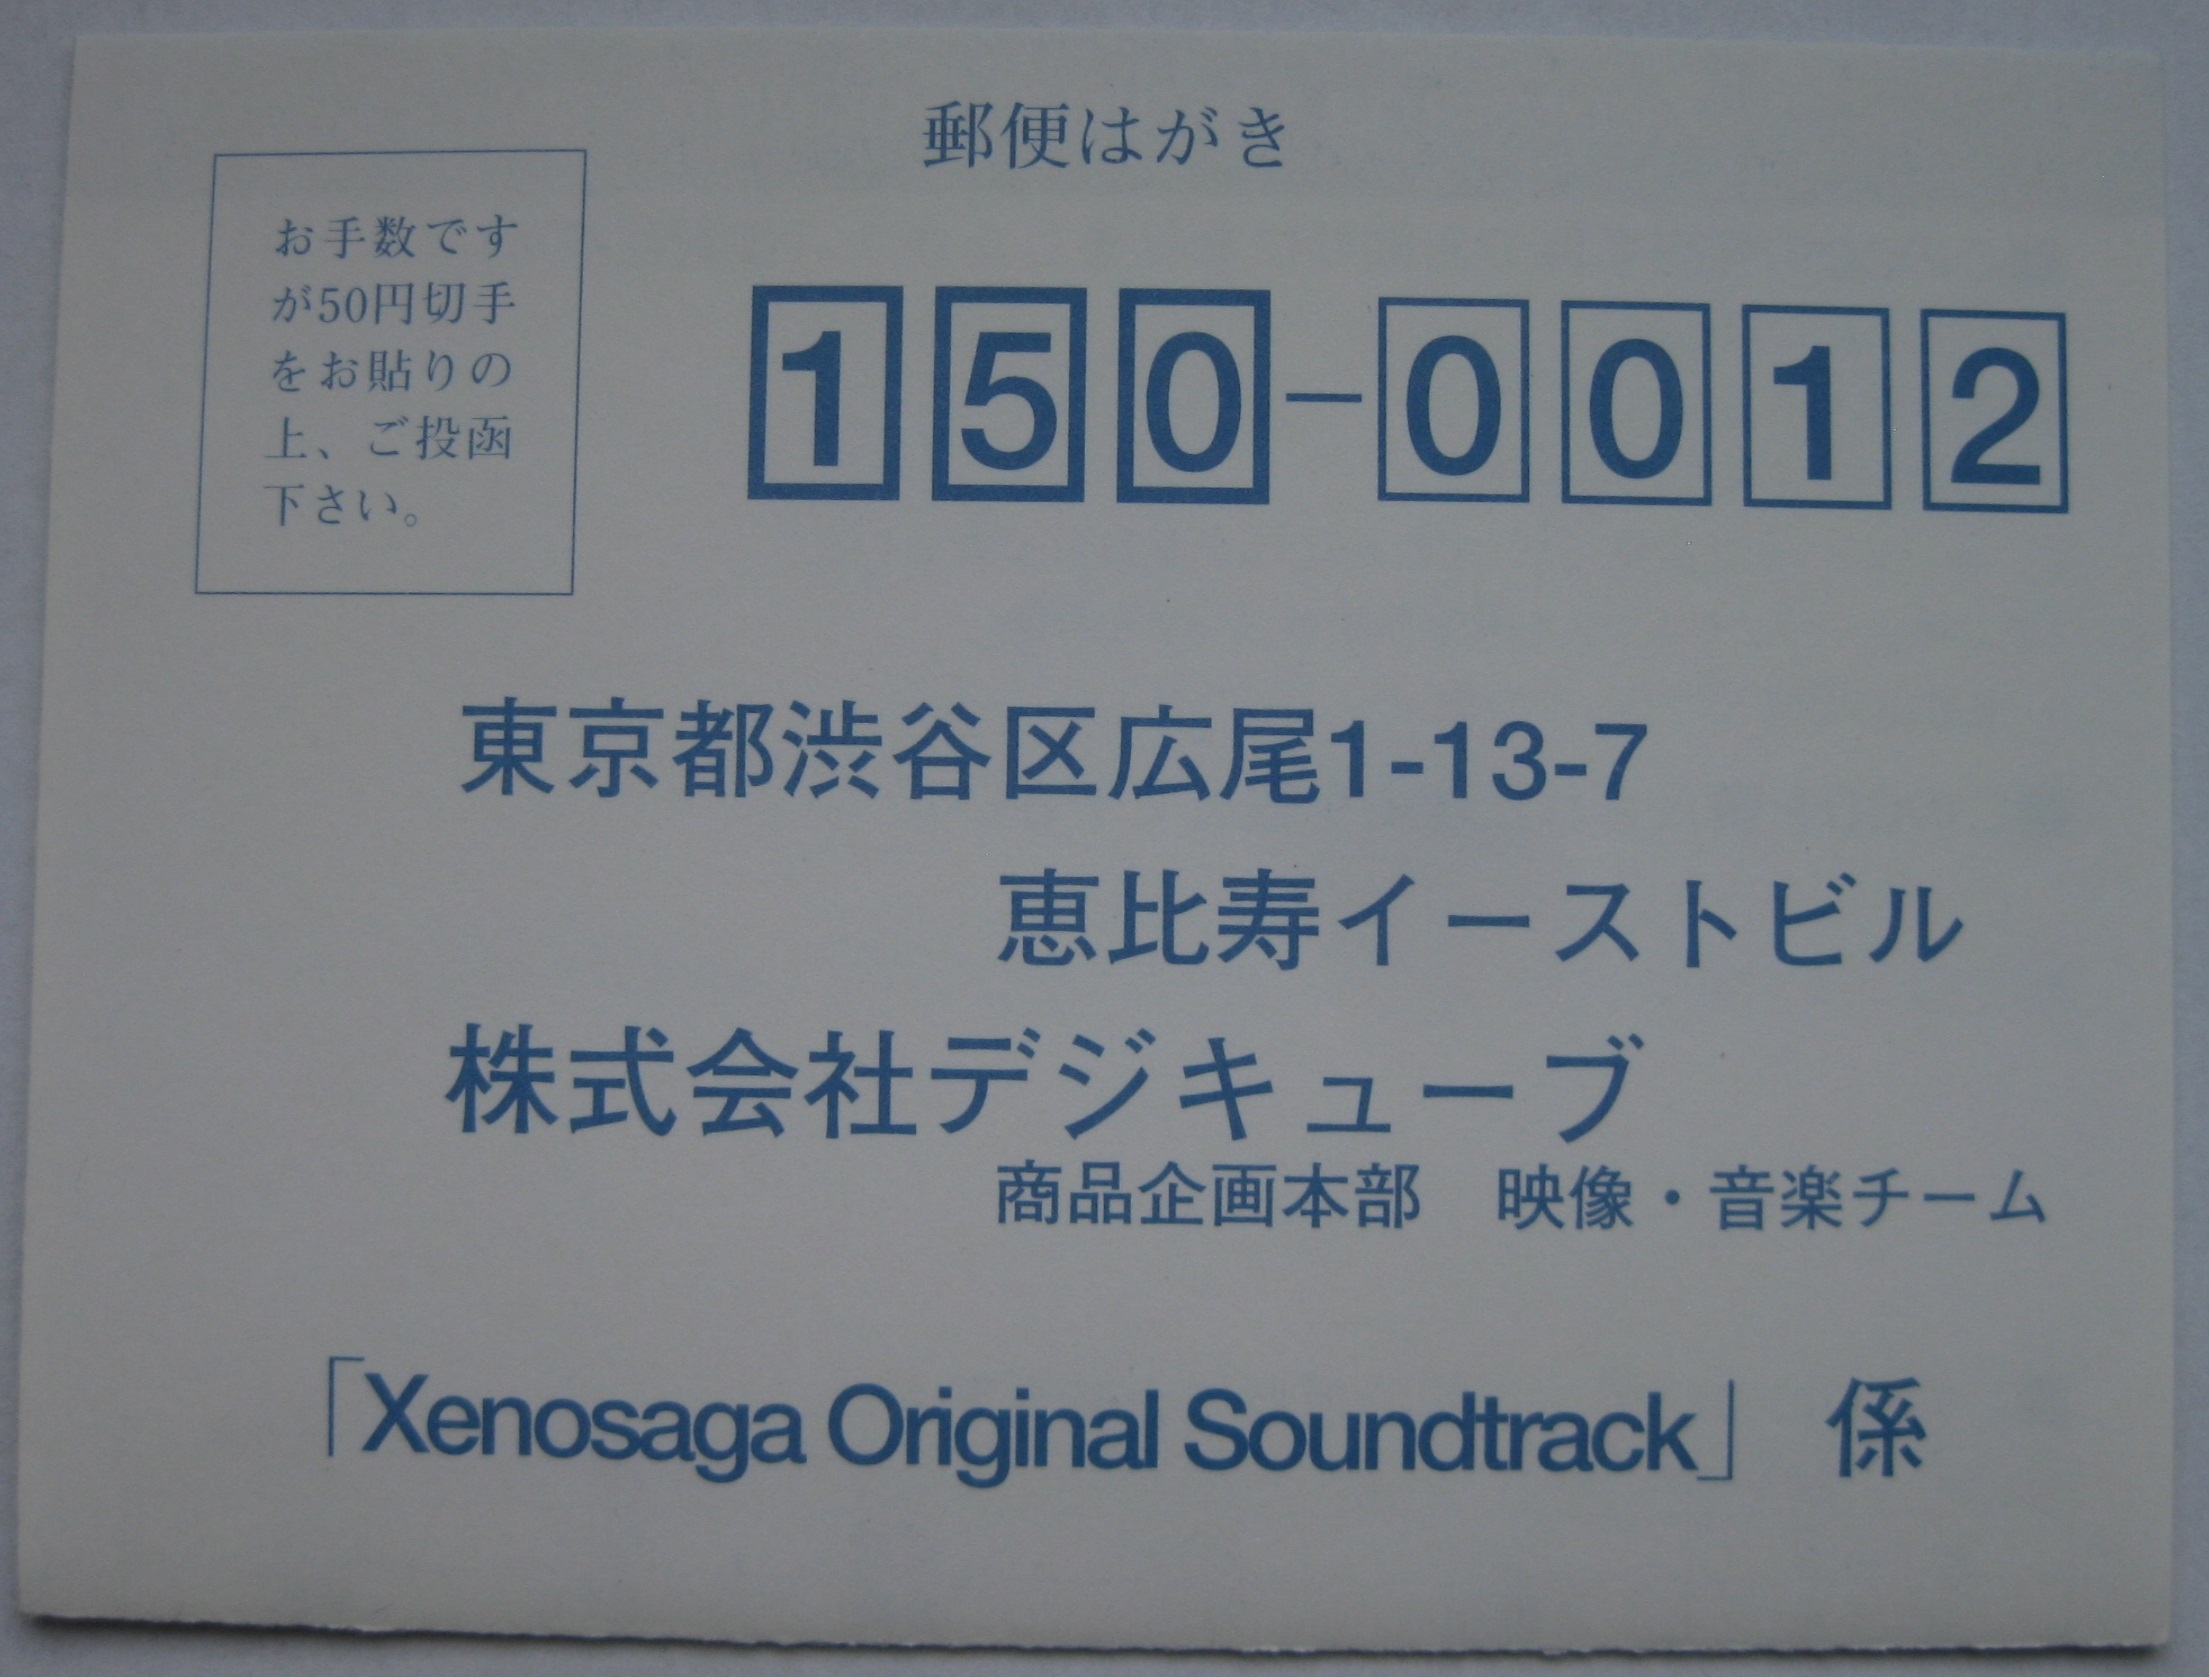 郵便はがき
お手数です
が50円切手
をお貼りの
上、ご投函
下さい。
150-0012
東京都渋谷区広尾1-13-7
恵比寿イーストビル
株式会社デジキューブ
商品企画本部　映像・音楽チーム
「Xenosaga Original Soundtrack」 係